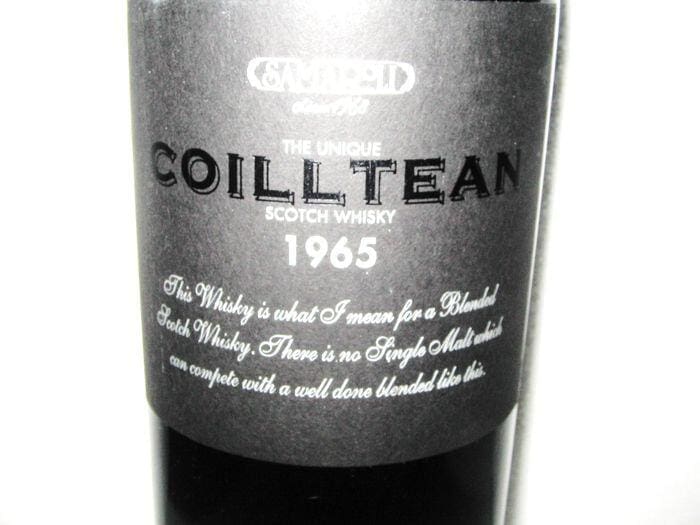 SAMAROLI
since 1968
THE UNIQUE
COILLTEAN
SCOTCH WHISKY
1965
This Whisky is what I mean for a Blended
Scotch Whisky. There is no Single Malt which
can compete with a well done blended like this.